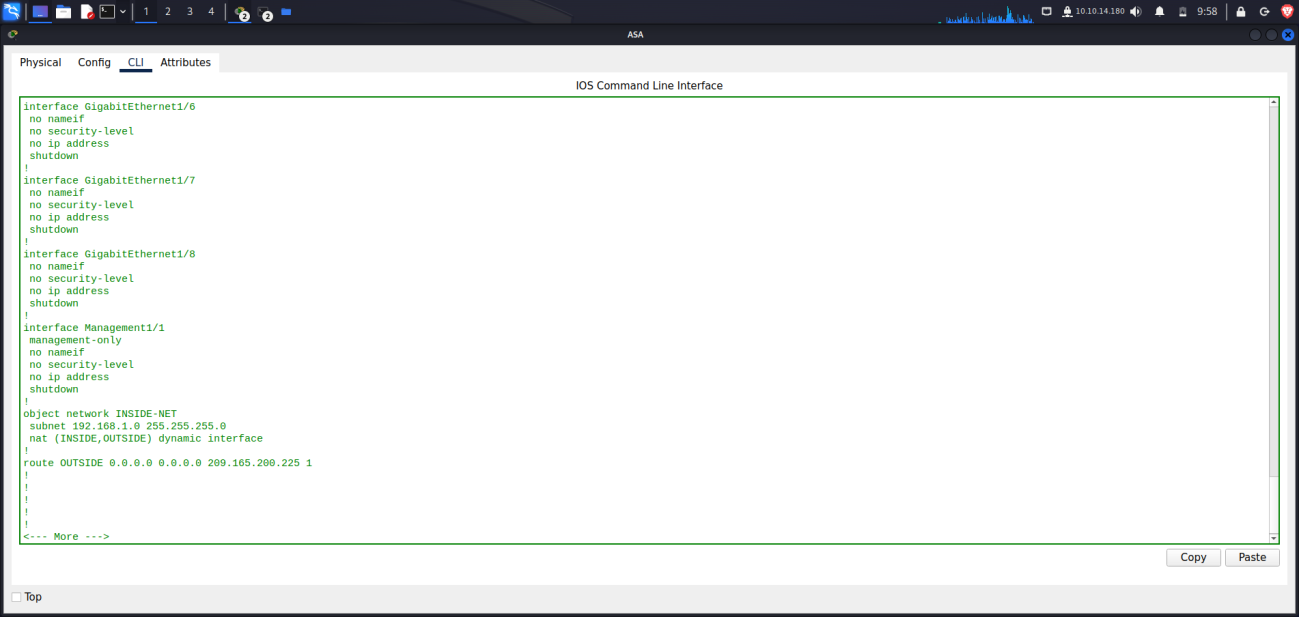 1 2 3 4 2 2 10.10.14.180 9:58
ASA
Physical Config CLI Attributes
IOS Command Line Interface
interface GigabitEthernet1/6
no nameif
no security-level
no ip address
shutdown
!
interface GigabitEthernet1/7
no nameif
no security-level
no ip address
shutdown
!
interface GigabitEthernet1/8
no nameif
no security-level
no ip address
shutdown
!
interface Management1/1
management-only
no nameif
no security-level
no ip address
shutdown
!
object network INSIDE-NET
subnet 192.168.1.0 255.255.255.0
nat (INSIDE,OUTSIDE) dynamic interface
!
route OUTSIDE 0.0.0.0 0.0.0.0 209.165.200.225 1
!
!
!
!
!
<--- More --->
Copy Paste
Top